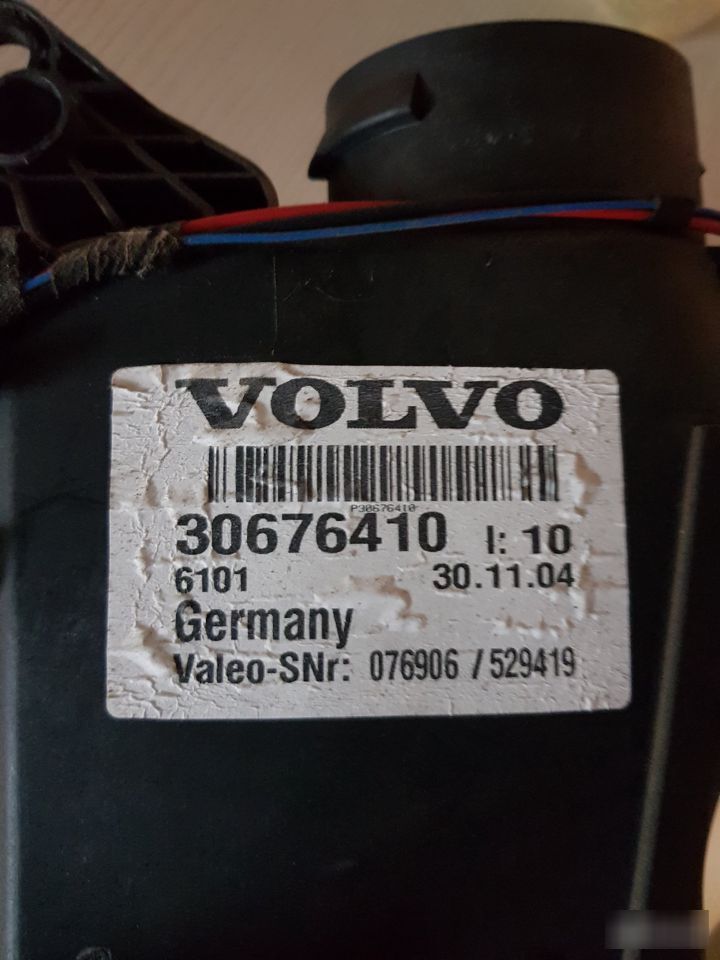 VOLVO
P30676410
30676410 I: 10
6101 30.11.04
Germany
Valeo-SNr: 076906 / 529419